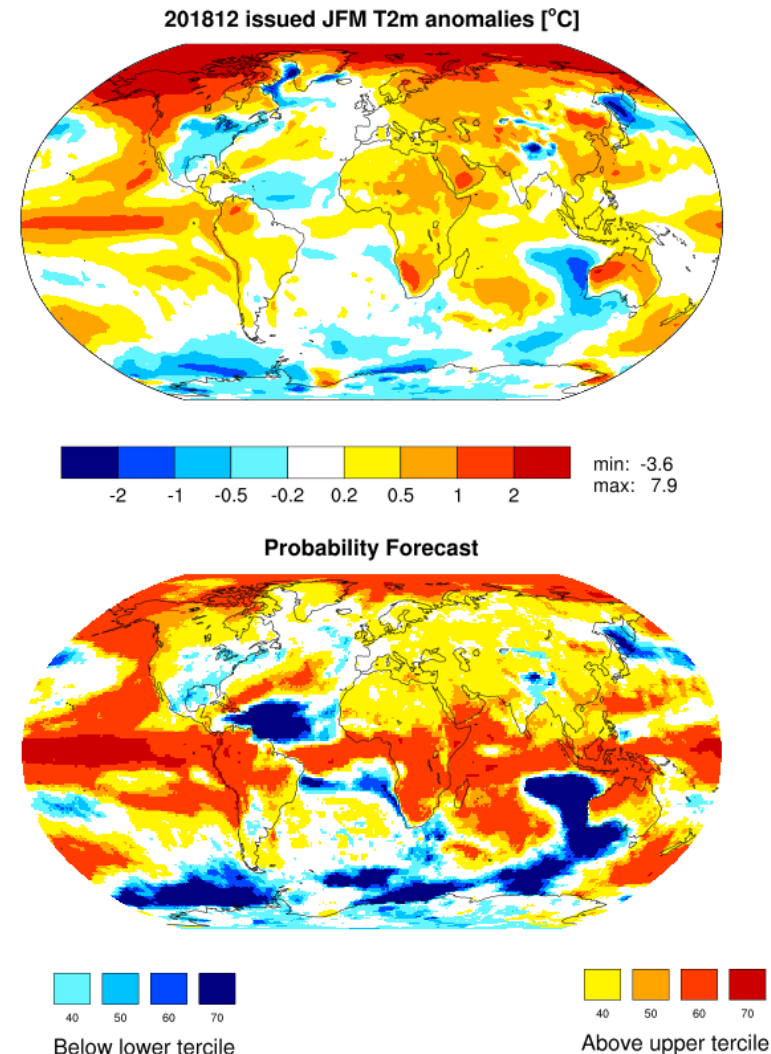 201812 issued JFM T2m anomalies [°C]
-2 -1 -0.5 -0.2 0.2 0.5 1 2
min: -3.6
max: 7.9
Probability Forecast
40 50 60 70
Below lower tercile
40 50 60 70
Above upper tercile